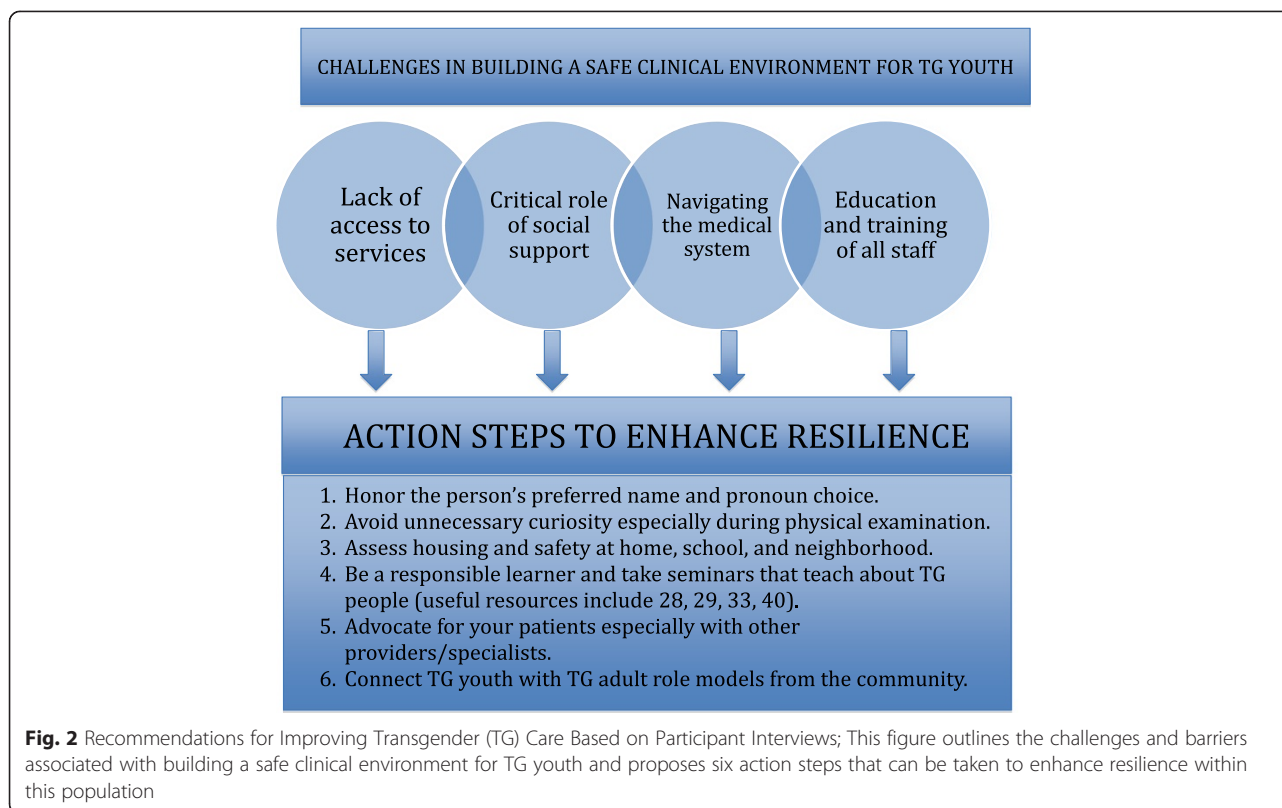 CHALLENGES IN BUILDING A SAFE CLINICAL ENVIRONMENT FOR TG YOUTH
Lack of
access to
services
Critical role
of social
support
Navigating
the medical
system
Education
and training
of all staff
ACTION STEPS TO ENHANCE RESILIENCE
1. Honor the person's preferred name and pronoun choice.
2. Avoid unnecessary curiosity especially during physical examination.
3. Assess housing and safety at home, school, and neighborhood.
4. Be a responsible learner and take seminars that teach about TG
people (useful resources include 28, 29, 33, 40).
5. Advocate for your patients especially with other
providers/specialists.
6. Connect TG youth with TG adult role models from the community.
Fig. 2 Recommendations for Improving Transgender (TG) Care Based on Participant Interviews; This figure outlines the challenges and barriers
associated with building a safe clinical environment for TG youth and proposes six action steps that can be taken to enhance resilience within
this population